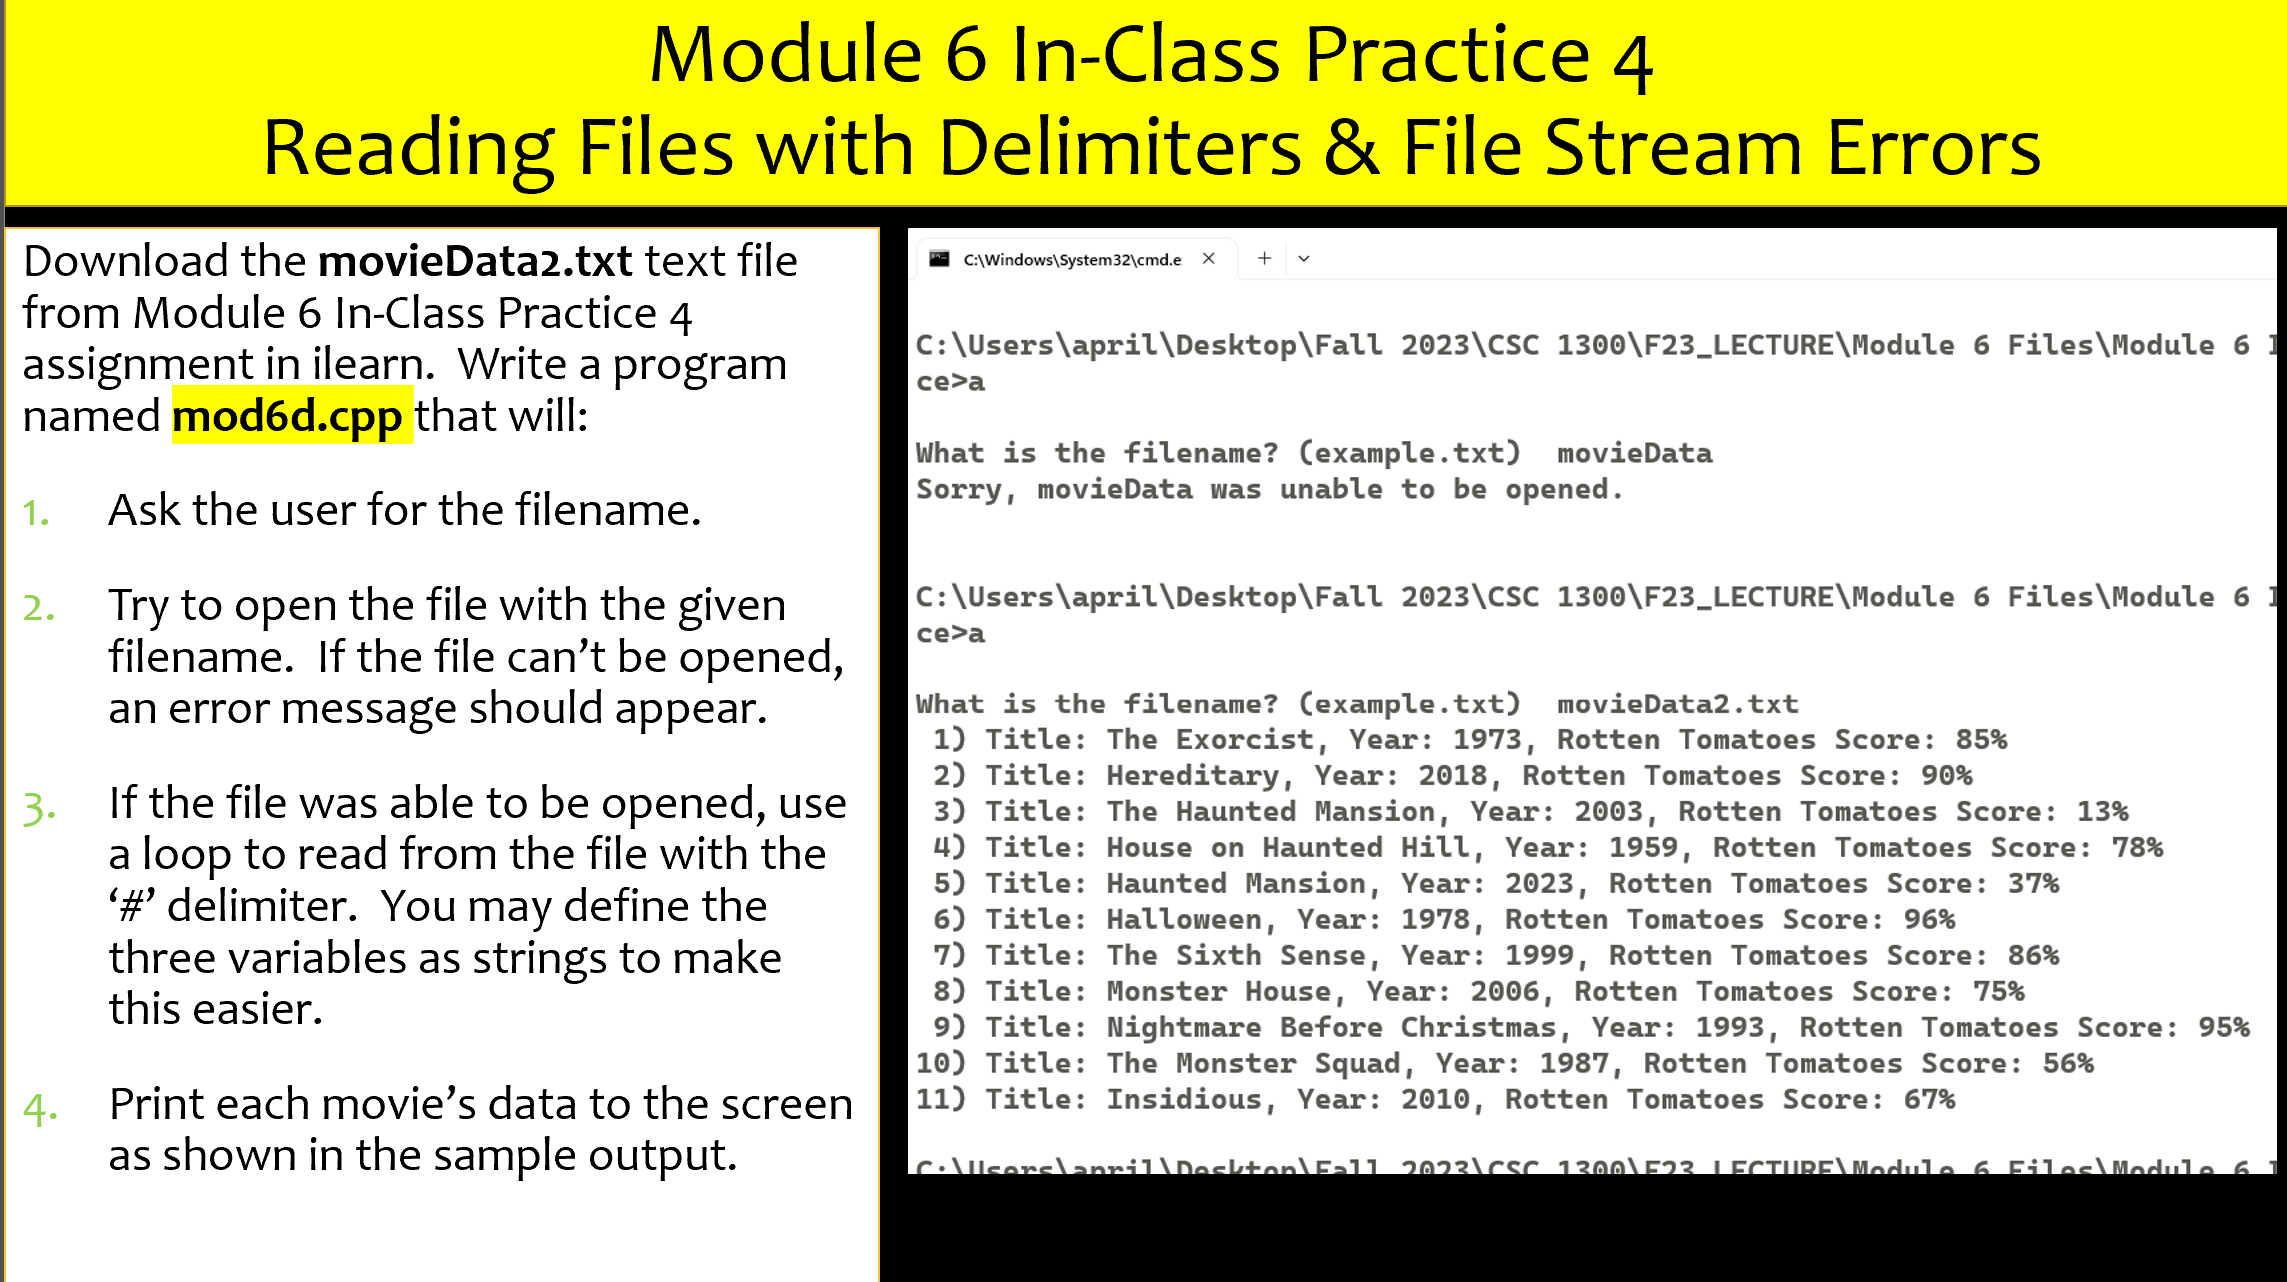 Module 6 In-Class Practice 4
Reading Files with Delimiters & File Stream Errors
Download the movieData2.txt text file
from Module 6 In-Class Practice 4
assignment in ilearn.  Write a program
named mod6d.cpp that will:
1. Ask the user for the filename.
2. Try to open the file with the given
filename.  If the file can’t be opened,
an error message should appear.
3. If the file was able to be opened, use
a loop to read from the file with the
‘#’ delimiter.  You may define the
three variables as strings to make
this easier.
4. Print each movie’s data to the screen
as shown in the sample output.
C:\Windows\System32\cmd.e
C:\Users\april\Desktop\Fall 2023\CSC 1300\F23_LECTURE\Module 6 Files\Module 6 I
ce>a
What is the filename? (example.txt)  movieData
Sorry, movieData was unable to be opened.
C:\Users\april\Desktop\Fall 2023\CSC 1300\F23_LECTURE\Module 6 Files\Module 6 I
ce>a
What is the filename? (example.txt)  movieData2.txt
1) Title: The Exorcist, Year: 1973, Rotten Tomatoes Score: 85%
2) Title: Hereditary, Year: 2018, Rotten Tomatoes Score: 90%
3) Title: The Haunted Mansion, Year: 2003, Rotten Tomatoes Score: 13%
4) Title: House on Haunted Hill, Year: 1959, Rotten Tomatoes Score: 78%
5) Title: Haunted Mansion, Year: 2023, Rotten Tomatoes Score: 37%
6) Title: Halloween, Year: 1978, Rotten Tomatoes Score: 96%
7) Title: The Sixth Sense, Year: 1999, Rotten Tomatoes Score: 86%
8) Title: Monster House, Year: 2006, Rotten Tomatoes Score: 75%
9) Title: Nightmare Before Christmas, Year: 1993, Rotten Tomatoes Score: 95%
10) Title: The Monster Squad, Year: 1987, Rotten Tomatoes Score: 56%
11) Title: Insidious, Year: 2010, Rotten Tomatoes Score: 67%
C:\Users\april\Desktop\Fall 2023\CSC 1300\F23_LECTURE\Module 6 Files\Module 6 I